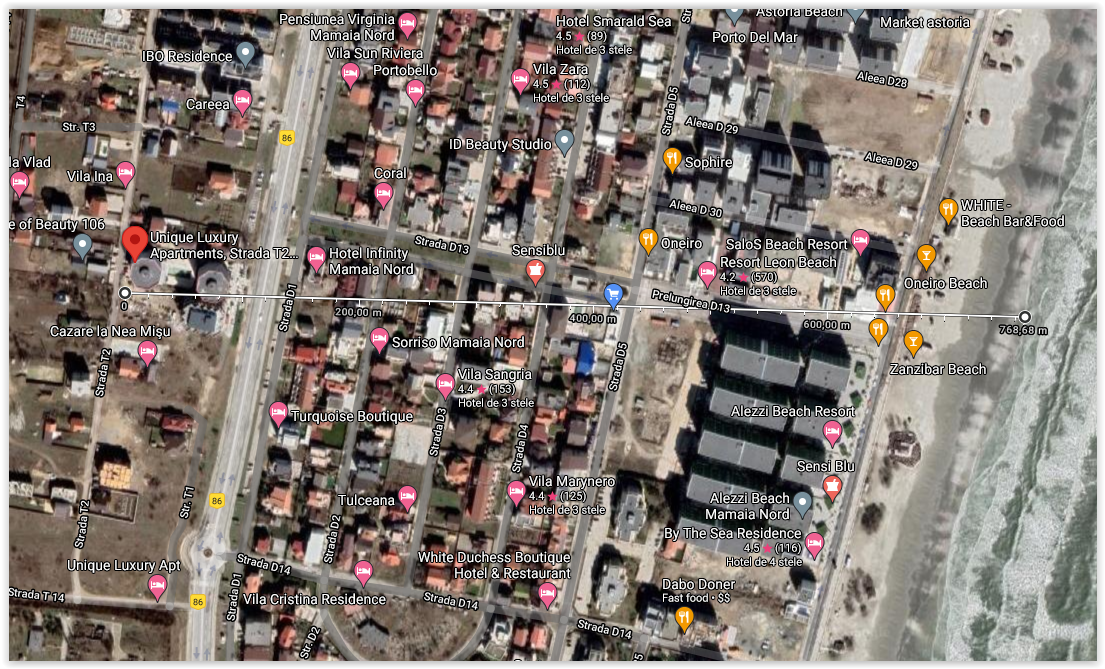 Pensiunea Virginia
Mamaia Nord
Hotel Smarald Sea
4.5 (89)
Hotel de 3 stele
Astoria Beach
Market astoria
Porto Del Mar
IBO Residence
Vila Sun Riviera
Portobello
Vila Zara
4.5 (112)
Hotel de 3 stele
Aleea D28
T4
Careea
Strada D5
Str. T3
86
Aleea D 29
ID Beauty Studio
Aleea D 29
la Vlad
Vila Ina
Sophire
Coral
Aleea D 30
WHITE -
Beach Bar&Food
e of Beauty 106
Unique Luxury
Apartments, Strada T2...
Strada D13
Hotel Infinity
Mamaia Nord
Sensiblu
Oneiro
SaloS Beach Resort
Resort Leon Beach
4.2 (570)
Hotel de 3 stele
Oneiro Beach
0
Strada D1
200,00 m
400,00 m
Prelungirea D13
600,00 m
768,68 m
Cazare la Nea Mişu
Sorriso Mamaia Nord
Strada T2
Strada D5
Zanzibar Beach
Vila Sangria
4.4 (153)
Hotel de 3 stele
Turquoise Boutique
Strada D3
Strada D4
Alezzi Beach Resort
Sensi Blu
Strada T2
Str. T1
86
Tulceana
Vila Marynero
4.4 (125)
Hotel de 3 stele
Alezzi Beach
Mamaia Nord
Strada D2
By The Sea Residence
4.5 (116)
Hotel de 4 stele
Unique Luxury Apt
Strada D14
White Duchess Boutique
Hotel & Restaurant
Strada T 14
86
Strada D1
Vila Cristina Residence
Strada D14
Dabo Doner
Fast food • $$
Strada D14